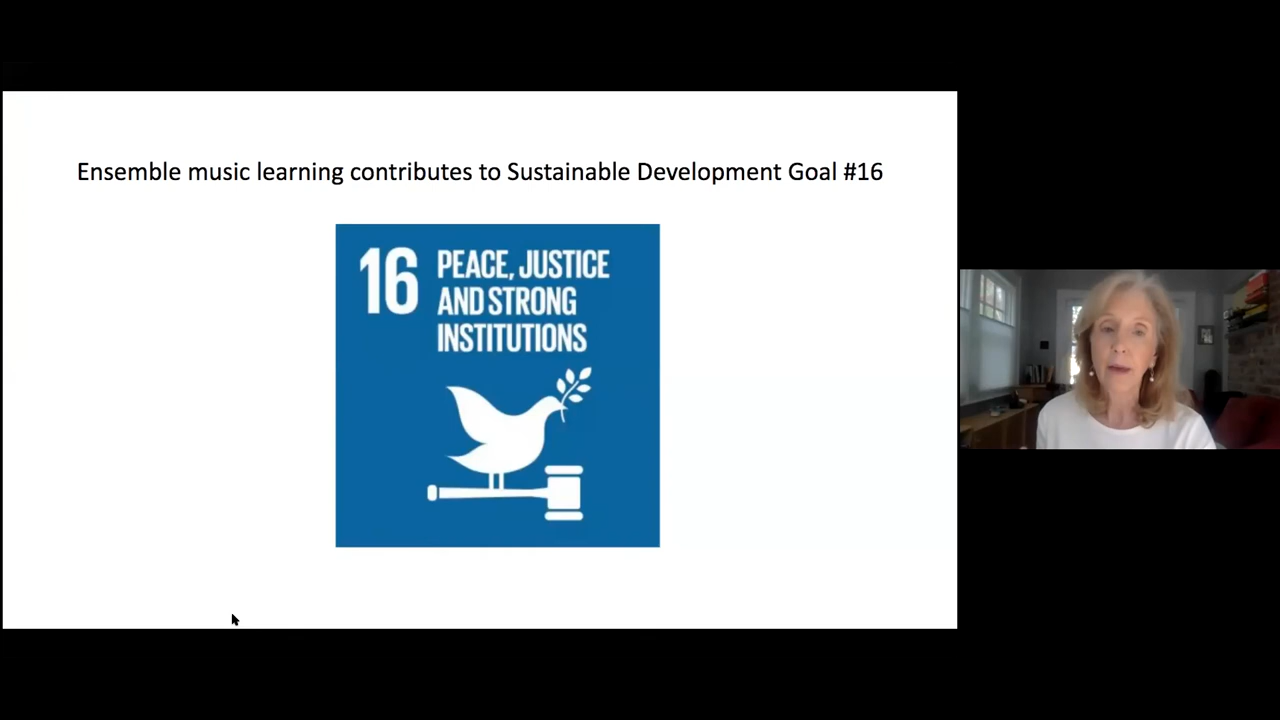 Ensemble music learning contributes to Sustainable Development Goal #16
16 PEACE, JUSTICE
AND STRONG
INSTITUTIONS